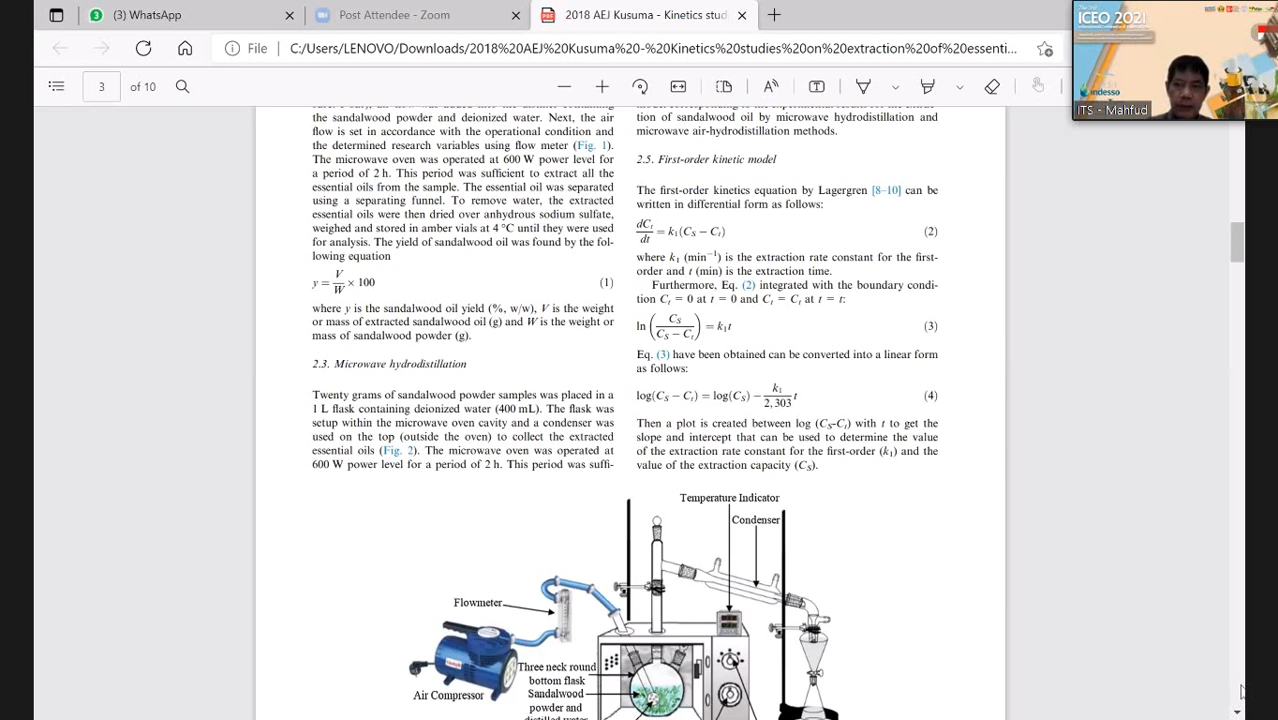 (3) WhatsApp
Post Attendee - Zoom
2018 AEJ Kusuma - Kinetics stud
File
C:/Users/LENOVO/
s/2018%20AEJ%20Kusuma%20-%20Kinetics%20studies%20on%20extraction%20of%20essenti...
3 of 10
The 3rd
ICEO 2021
indesso
ITS - Mahfud
the sandalwood powder and deionized water. Next, the air
flow is set in accordance with the operational condition and
the determined research variables using flow meter (Fig. 1).
The microwave oven was operated at 600 W power level for
a period of 2 h. This period was sufficient to extract all the
essential oils from the sample. The essential oil was separated
using a separating funnel. To remove water, the extracted
essential oils were then dried over anhydrous sodium sulfate,
weighed and stored in amber vials at 4 °C until they were used
for analysis. The yield of sandalwood oil was found by the fol-
lowing equation
y = V/W × 100 (1)
where y is the sandalwood oil yield (%, w/w), V is the weight
or mass of extracted sandalwood oil (g) and W is the weight or
mass of sandalwood powder (g).
2.3. Microwave hydrodistillation
Twenty grams of sandalwood powder samples was placed in a
1 L flask containing deionized water (400 mL). The flask was
setup within the microwave oven cavity and a condenser was
used on the top (outside the oven) to collect the extracted
essential oils (Fig. 2). The microwave oven was operated at
600 W power level for a period of 2 h. This period was suffi-
tion of sandalwood oil by microwave hydrodistillation and
microwave air-hydrodistillation methods.
2.5. First-order kinetic model
The first-order kinetics equation by Lagergren [8–10] can be
written in differential form as follows:
dCt/dt = k1(CS − Ct) (2)
where k1 (min−1) is the extraction rate constant for the first-
order and t (min) is the extraction time.
Furthermore, Eq. (2) integrated with the boundary condi-
tion Ct = 0 at t = 0 and Ct = Ct at t = t:
ln (CS/(CS − Ct)) = k1t (3)
Eq. (3) have been obtained can be converted into a linear form
as follows:
log(CS − Ct) = log(CS) − k1/2,303 t (4)
Then a plot is created between log (CS-Ct) with t to get the
slope and intercept that can be used to determine the value
of the extraction rate constant for the first-order (k1) and the
value of the extraction capacity (CS).
Temperature Indicator
Condenser
Flowmeter
Three neck round
bottom flask
Sandalwood
powder and
distilled water
Air Compressor